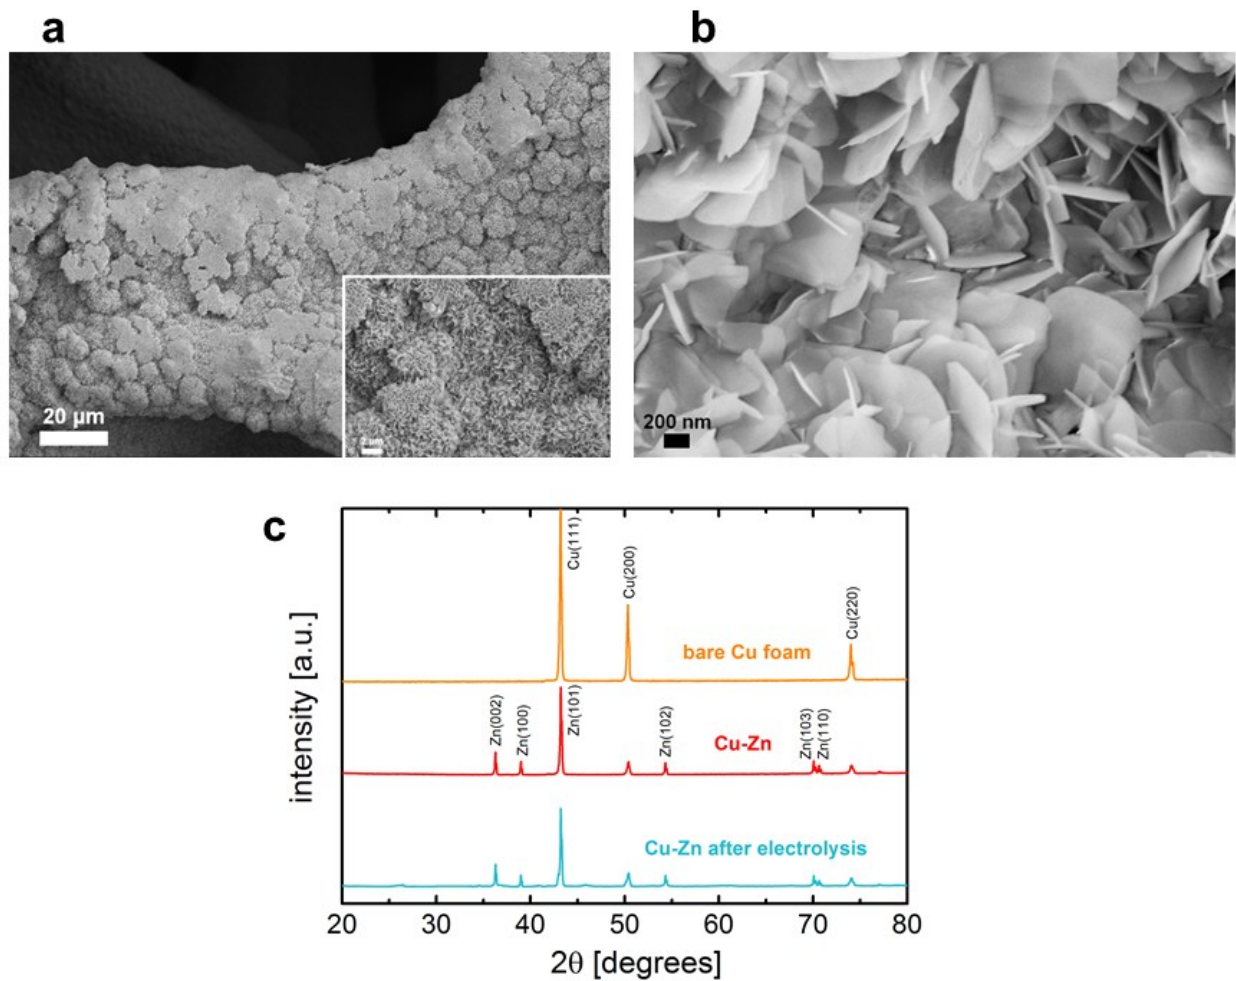 a
b
20 µm
2 µm
200 nm
c
Cu(111)
Cu(200)
Cu(220)
bare Cu foam
Zn(002)
Zn(100)
Zn(101)
Zn(102)
Zn(103)
Zn(110)
Cu-Zn
Cu-Zn after electrolysis
intensity [a.u.]
20 30 40 50 60 70 80
2θ [degrees]